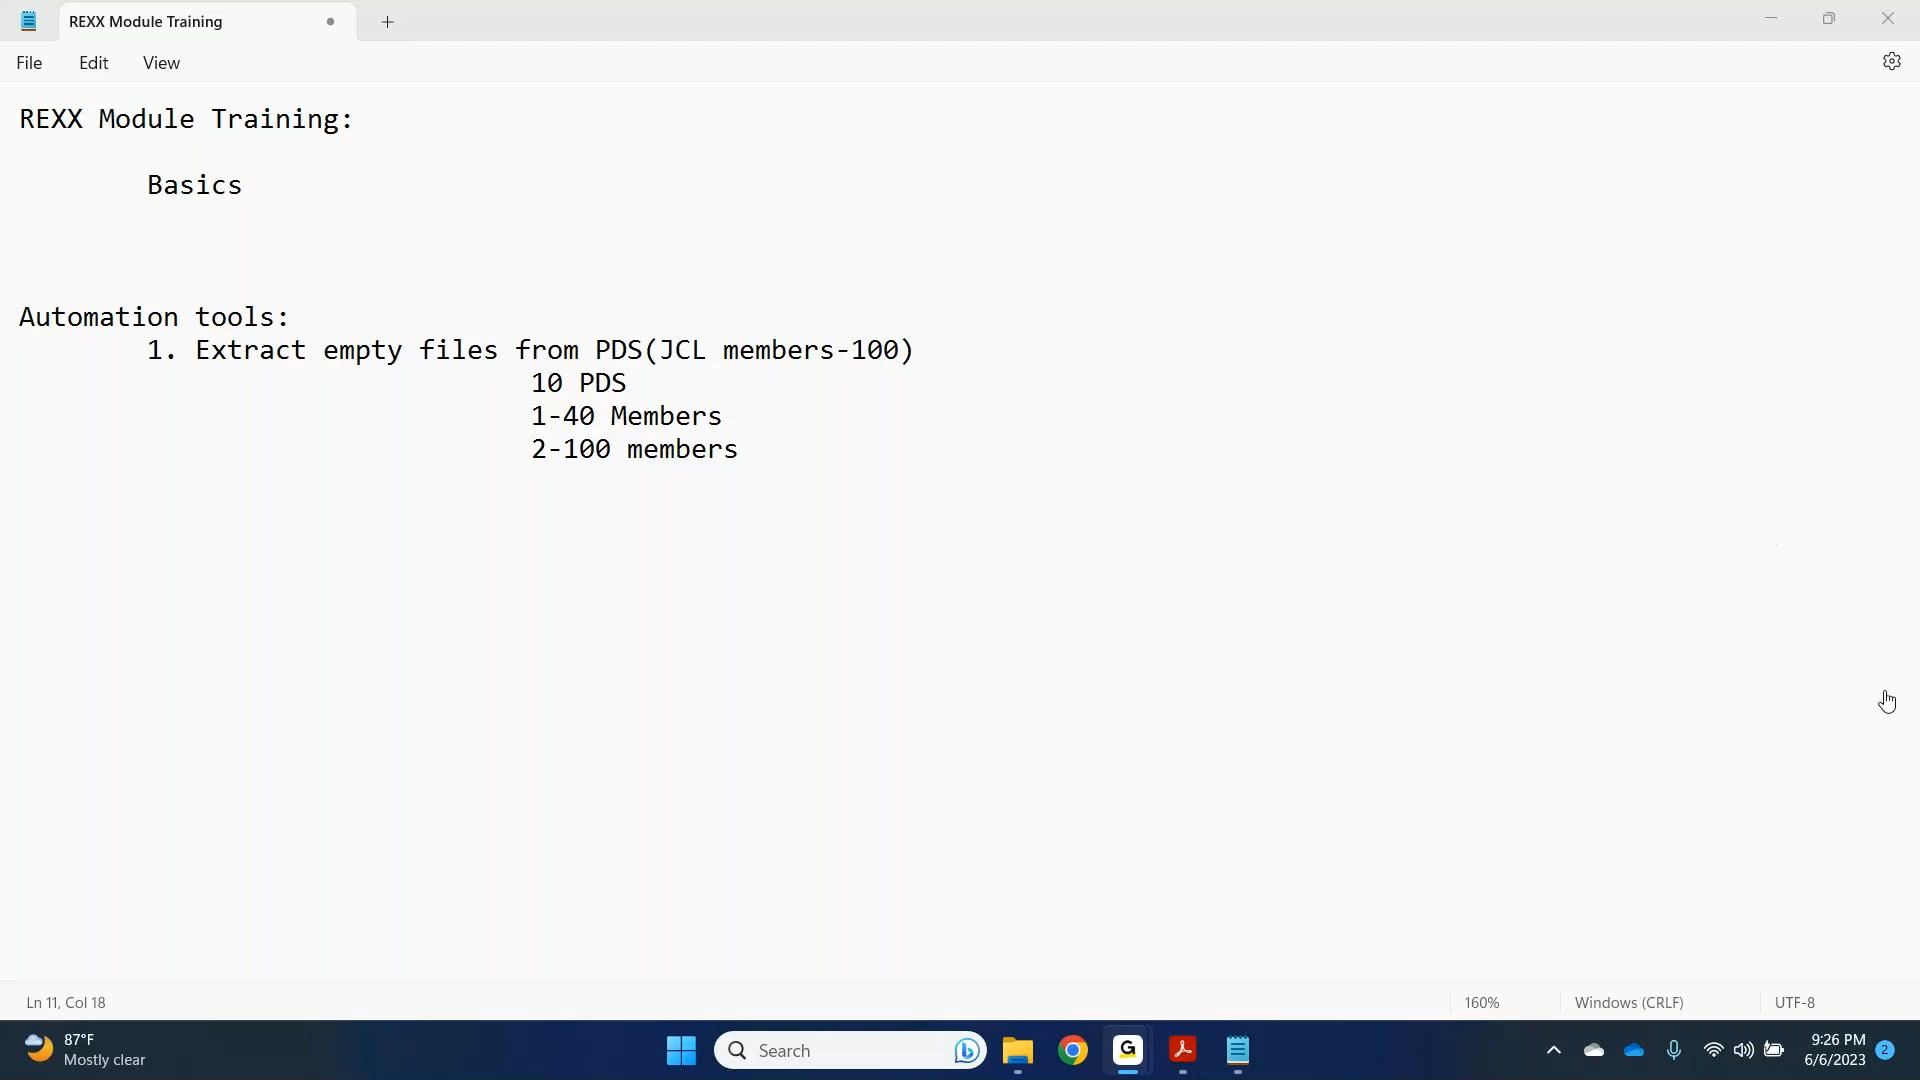 REXX Module Training
File Edit View
REXX Module Training:
Basics
Automation tools:
1. Extract empty files from PDS(JCL members-100)
10 PDS
1-40 Members
2-100 members
Ln 11, Col 18 160% Windows (CRLF) UTF-8
87°F
Mostly clear
Search
9:26 PM
6/6/2023
2